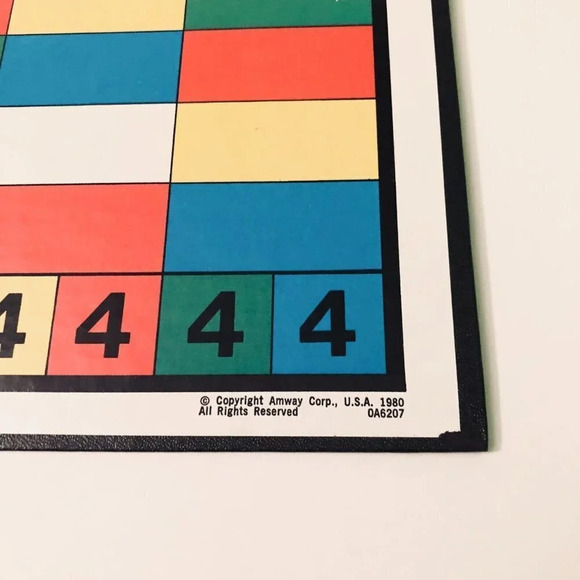 4 4 4 4
© Copyright Amway Corp., U.S.A. 1980
All Rights Reserved 0A6207